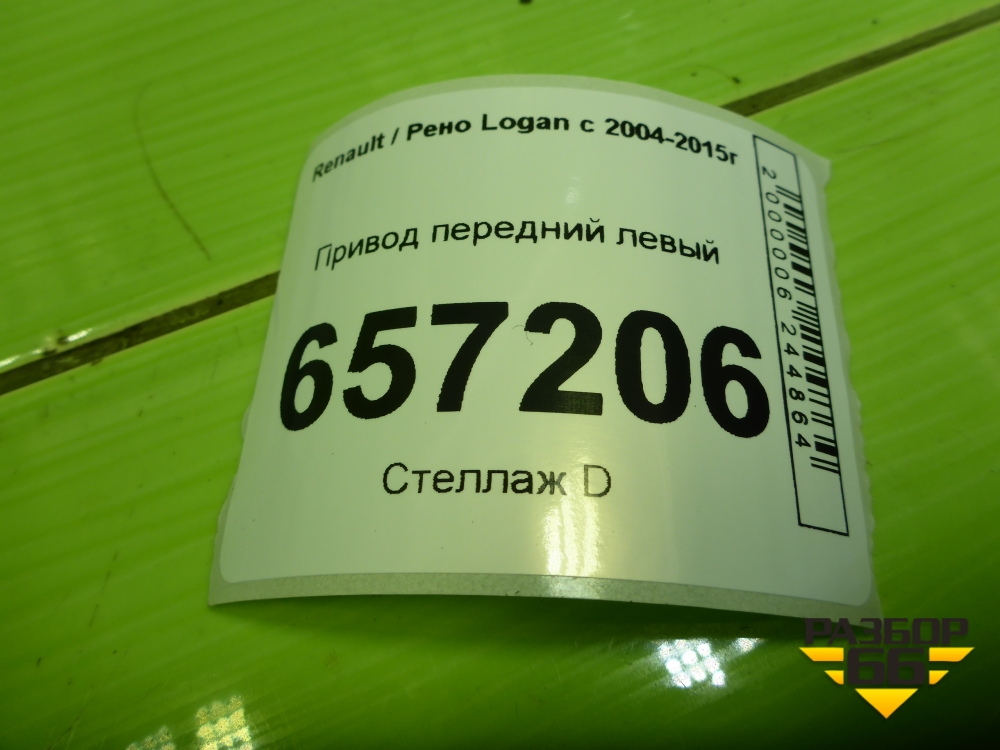 Renault / Рено Logan с 2004-2015г
Привод передний левый
657206
Стеллаж D
2000006244864
РАЗБОР
66